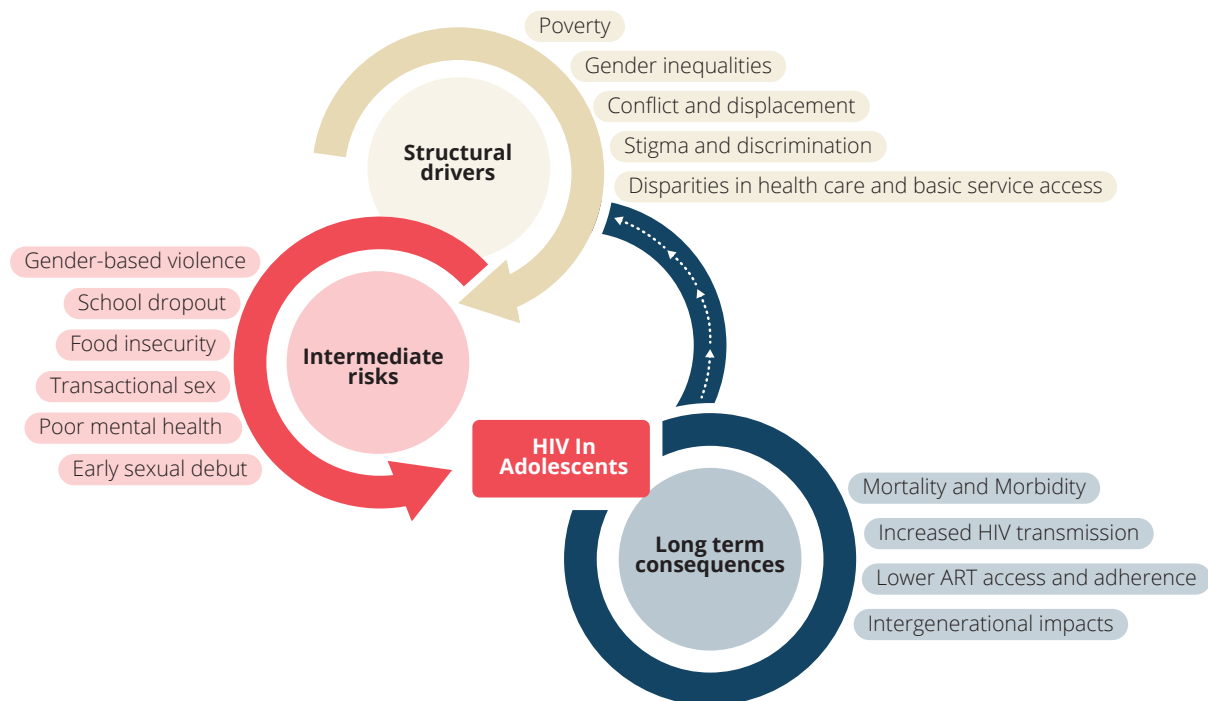 Poverty
Gender inequalities
Conflict and displacement
Stigma and discrimination
Disparities in health care and basic service access
Structural
drivers
Gender-based violence
School dropout
Food insecurity
Transactional sex
Poor mental health
Early sexual debut
Intermediate
risks
HIV In
Adolescents
Long term
consequences
Mortality and Morbidity
Increased HIV transmission
Lower ART access and adherence
Intergenerational impacts